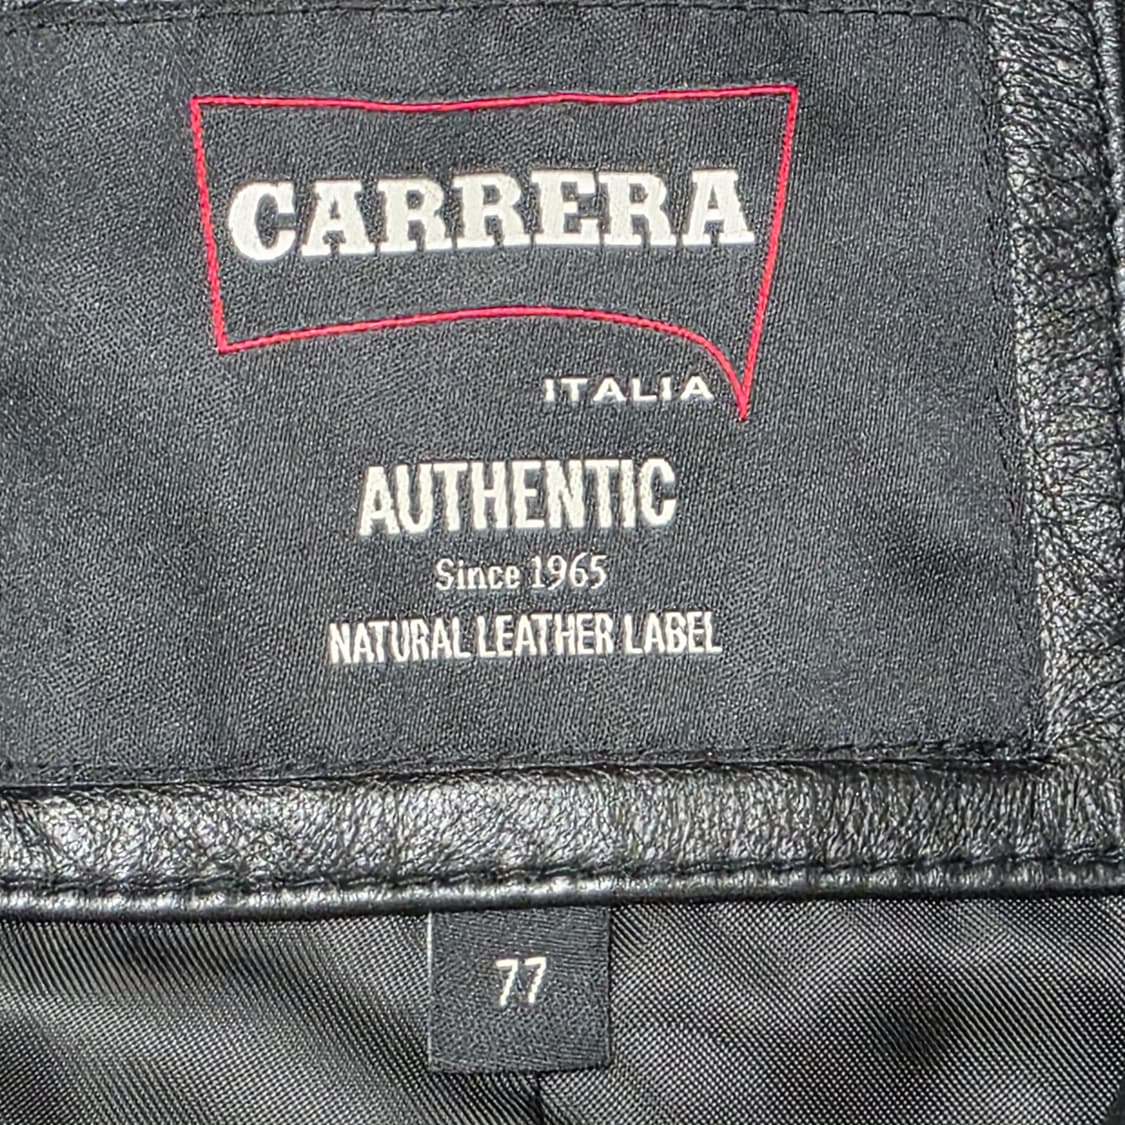 CARRERA
ITALIA
AUTHENTIC
Since 1965
NATURAL LEATHER LABEL
77